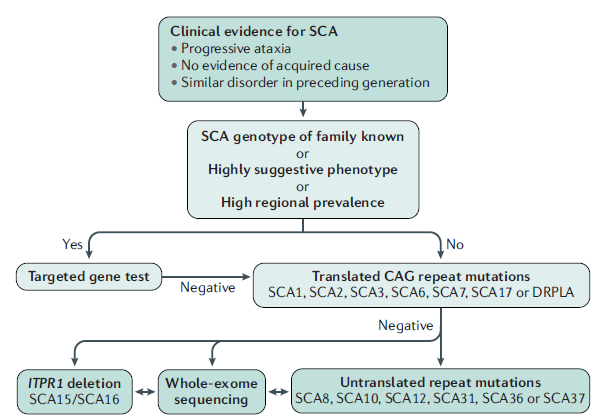 Clinical evidence for SCA
• Progressive ataxia
• No evidence of acquired cause
• Similar disorder in preceding generation
SCA genotype of family known
or
Highly suggestive phenotype
or
High regional prevalence
Yes
No
Targeted gene test
Negative
Translated CAG repeat mutations
SCA1, SCA2, SCA3, SCA6, SCA7, SCA17 or DRPLA
Negative
ITPR1 deletion
SCA15/SCA16
Whole-exome
sequencing
Untranslated repeat mutations
SCA8, SCA10, SCA12, SCA31, SCA36 or SCA37